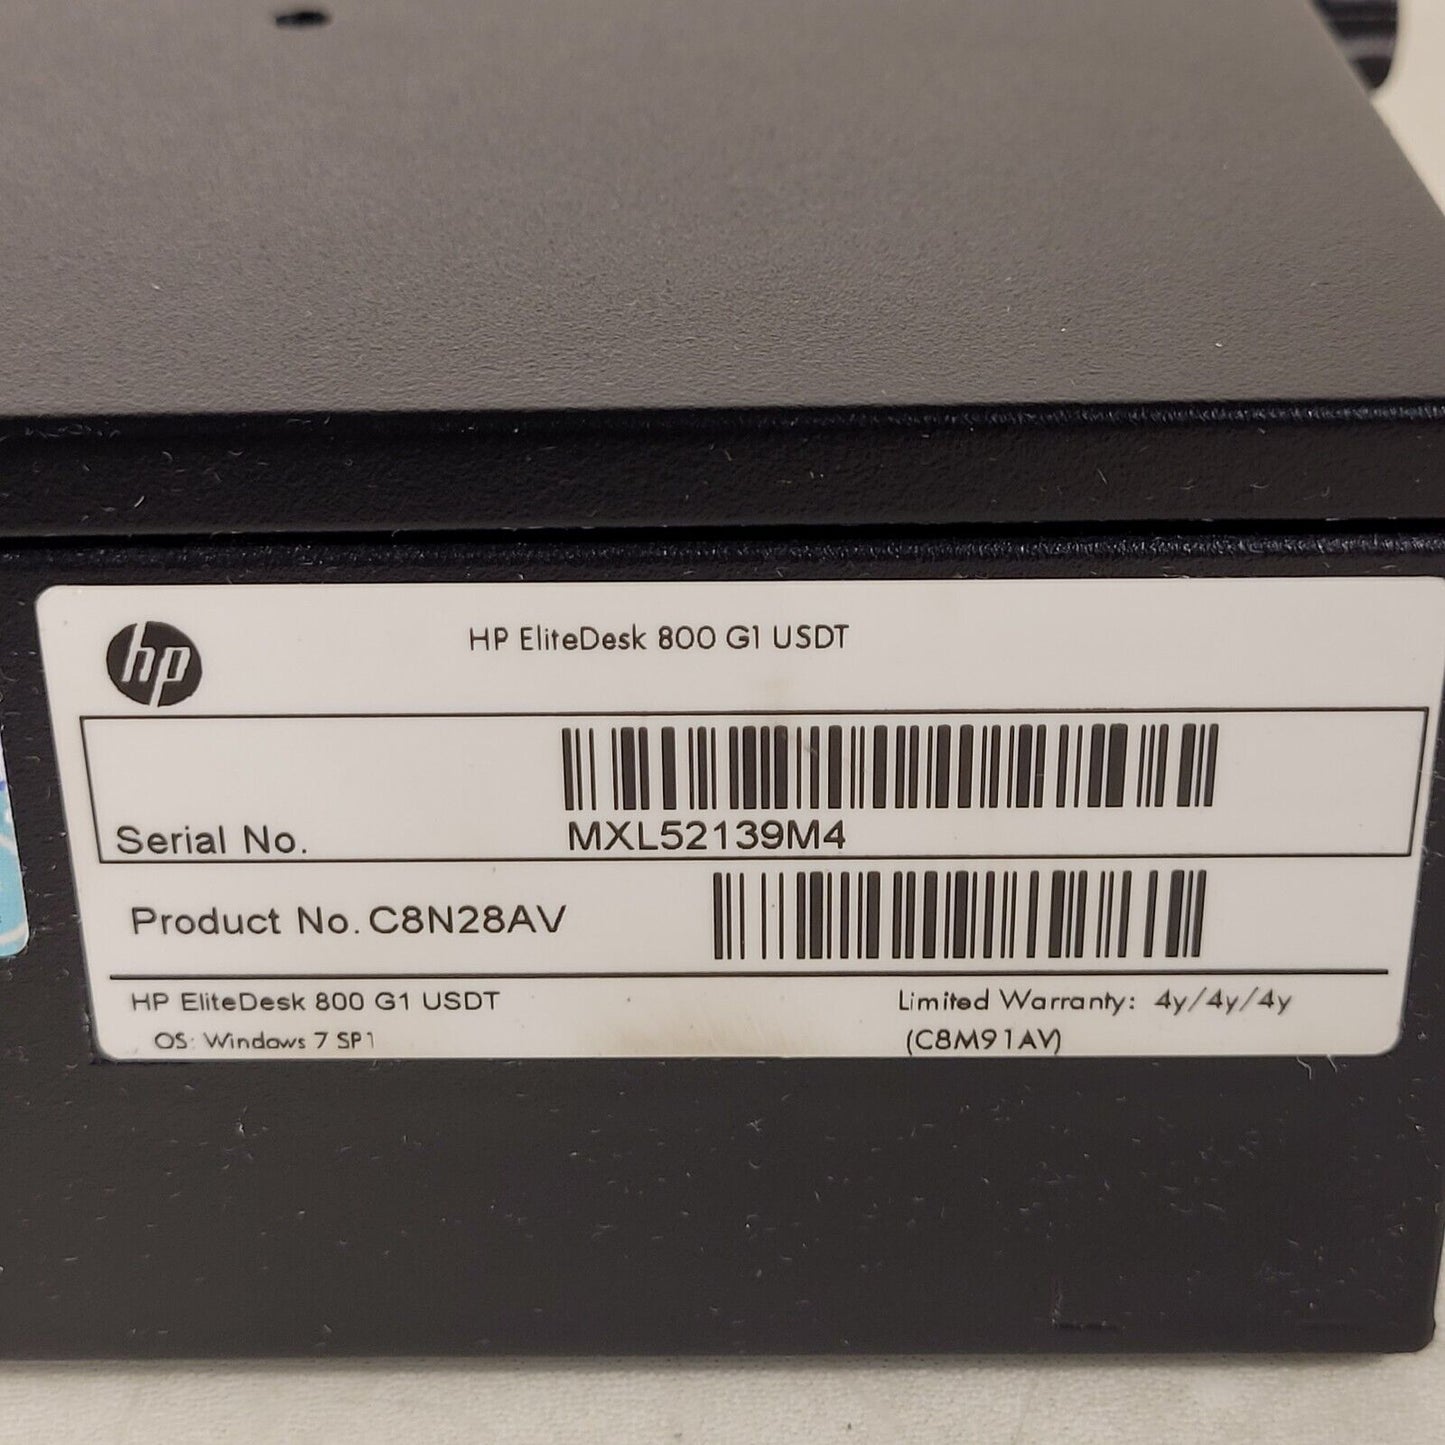 hp
HP EliteDesk 800 G1 USDT
Serial No. MXL52139M4
Product No. C8N28AV
HP EliteDesk 800 G1 USDT Limited Warranty: 4y/4y/4y
OS: Windows 7 SP1 (C8M91AV)